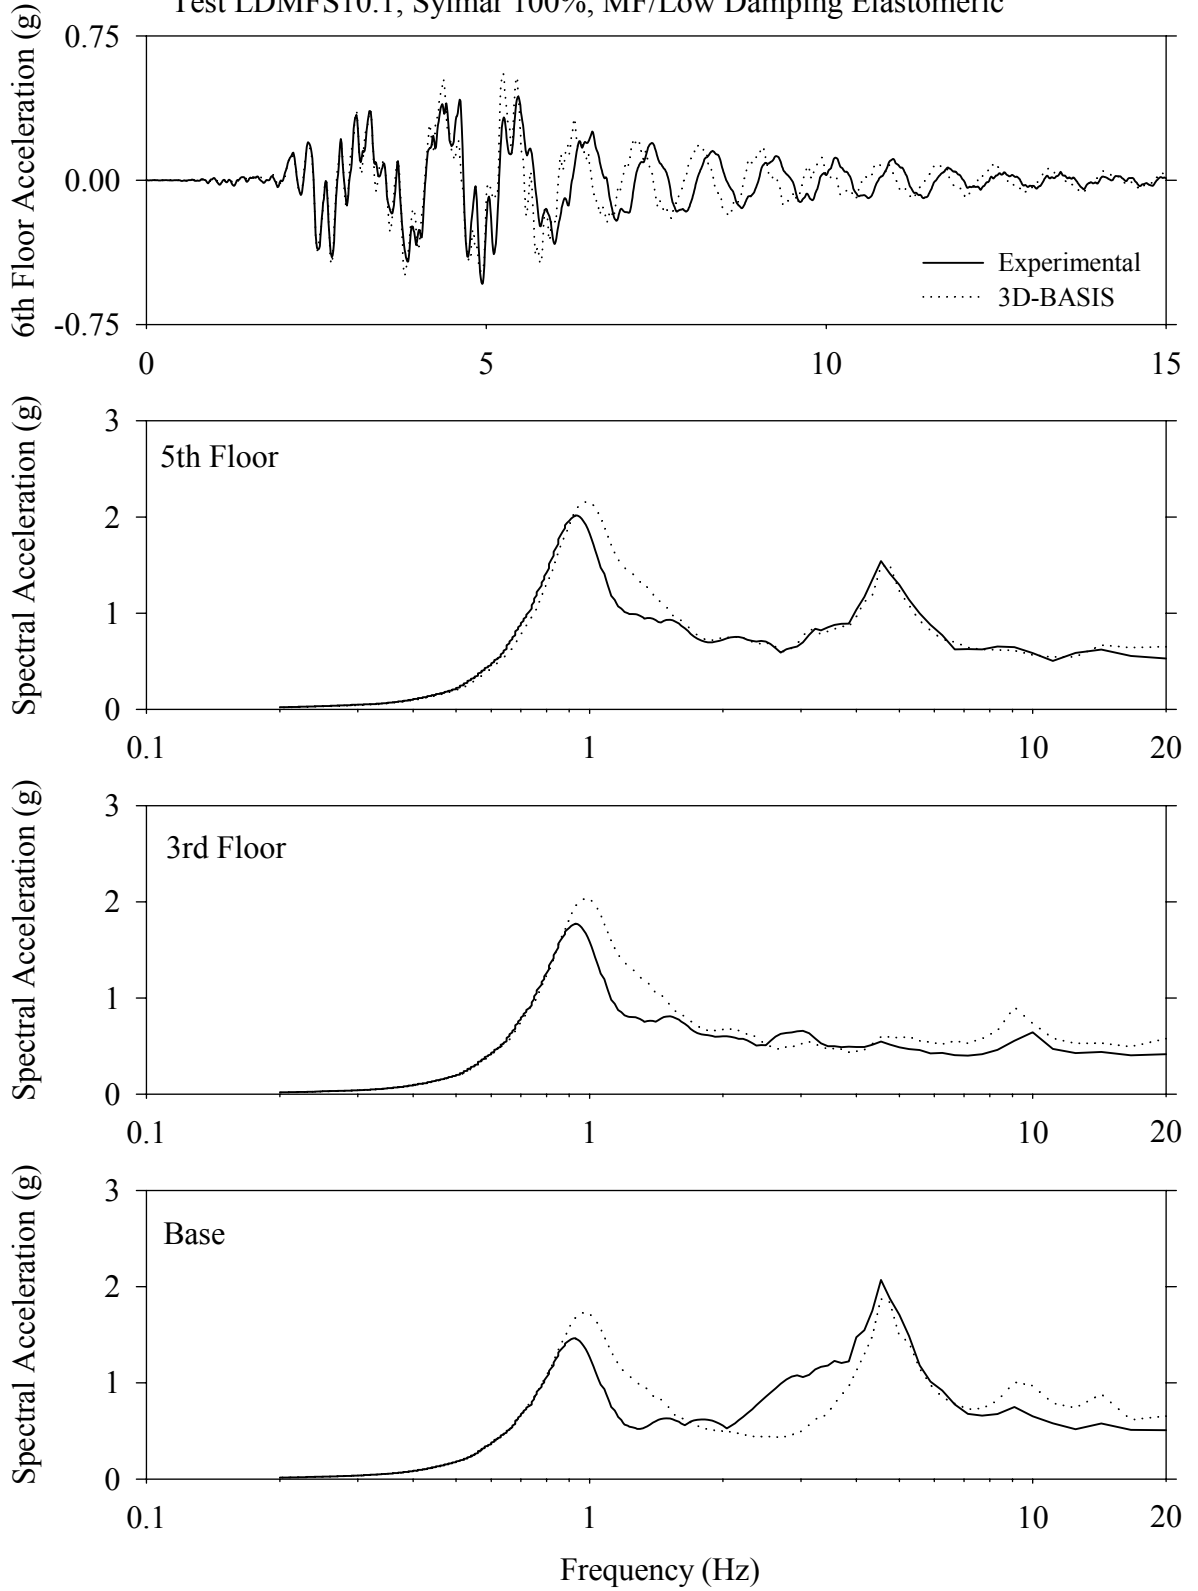 Test LDMFS10.1, Sylmar 100%, MF/Low Damping Elastomeric
6th Floor Acceleration (g)
0.75
0.00
-0.75
Experimental
3D-BASIS
0 5 10 15
Spectral Acceleration (g)
3
2
1
0
5th Floor
0.1 1 10 20
Spectral Acceleration (g)
3
2
1
0
3rd Floor
0.1 1 10 20
Spectral Acceleration (g)
3
2
1
0
Base
0.1 1 10 20
Frequency (Hz)